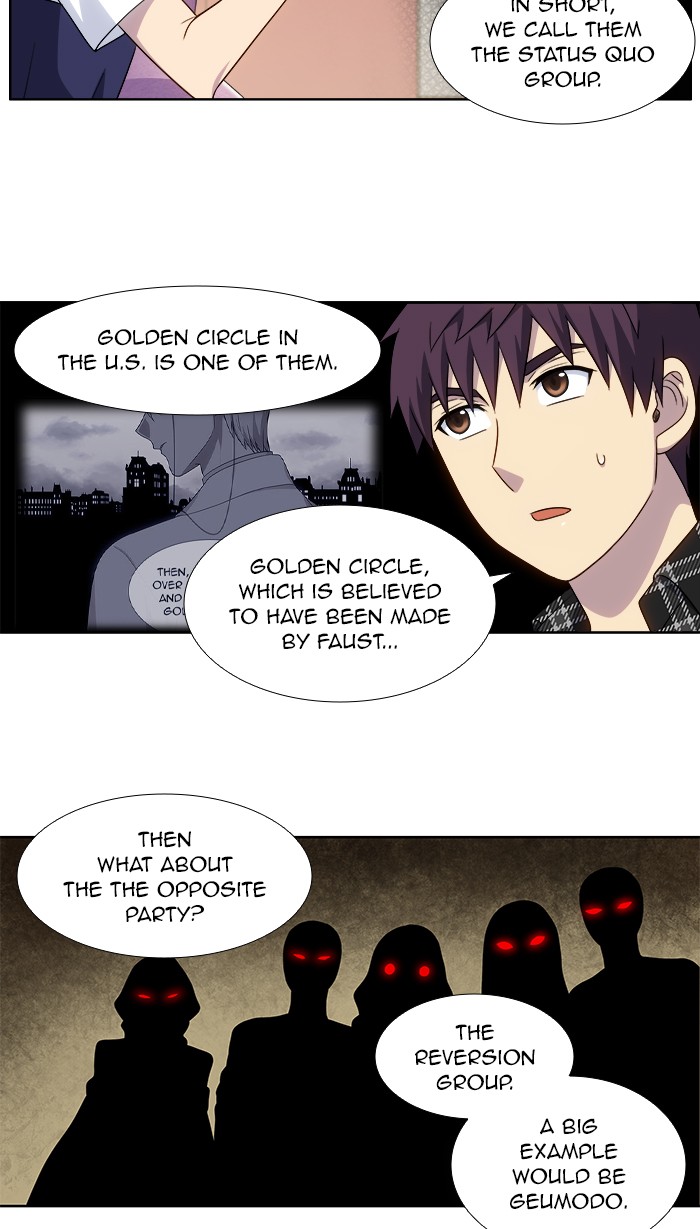 IN SHORT,
WE CALL THEM
THE STATUS QUO
GROUP.
GOLDEN CIRCLE IN
THE U.S. IS ONE OF THEM.
THEN,
OVER
AND
GOL
GOLDEN CIRCLE,
WHICH IS BELIEVED
TO HAVE BEEN MADE
BY FAUST...
THEN
WHAT ABOUT
THE THE OPPOSITE
PARTY?
THE
REVERSION
GROUP.
A BIG
EXAMPLE
WOULD BE
GEUMODO.